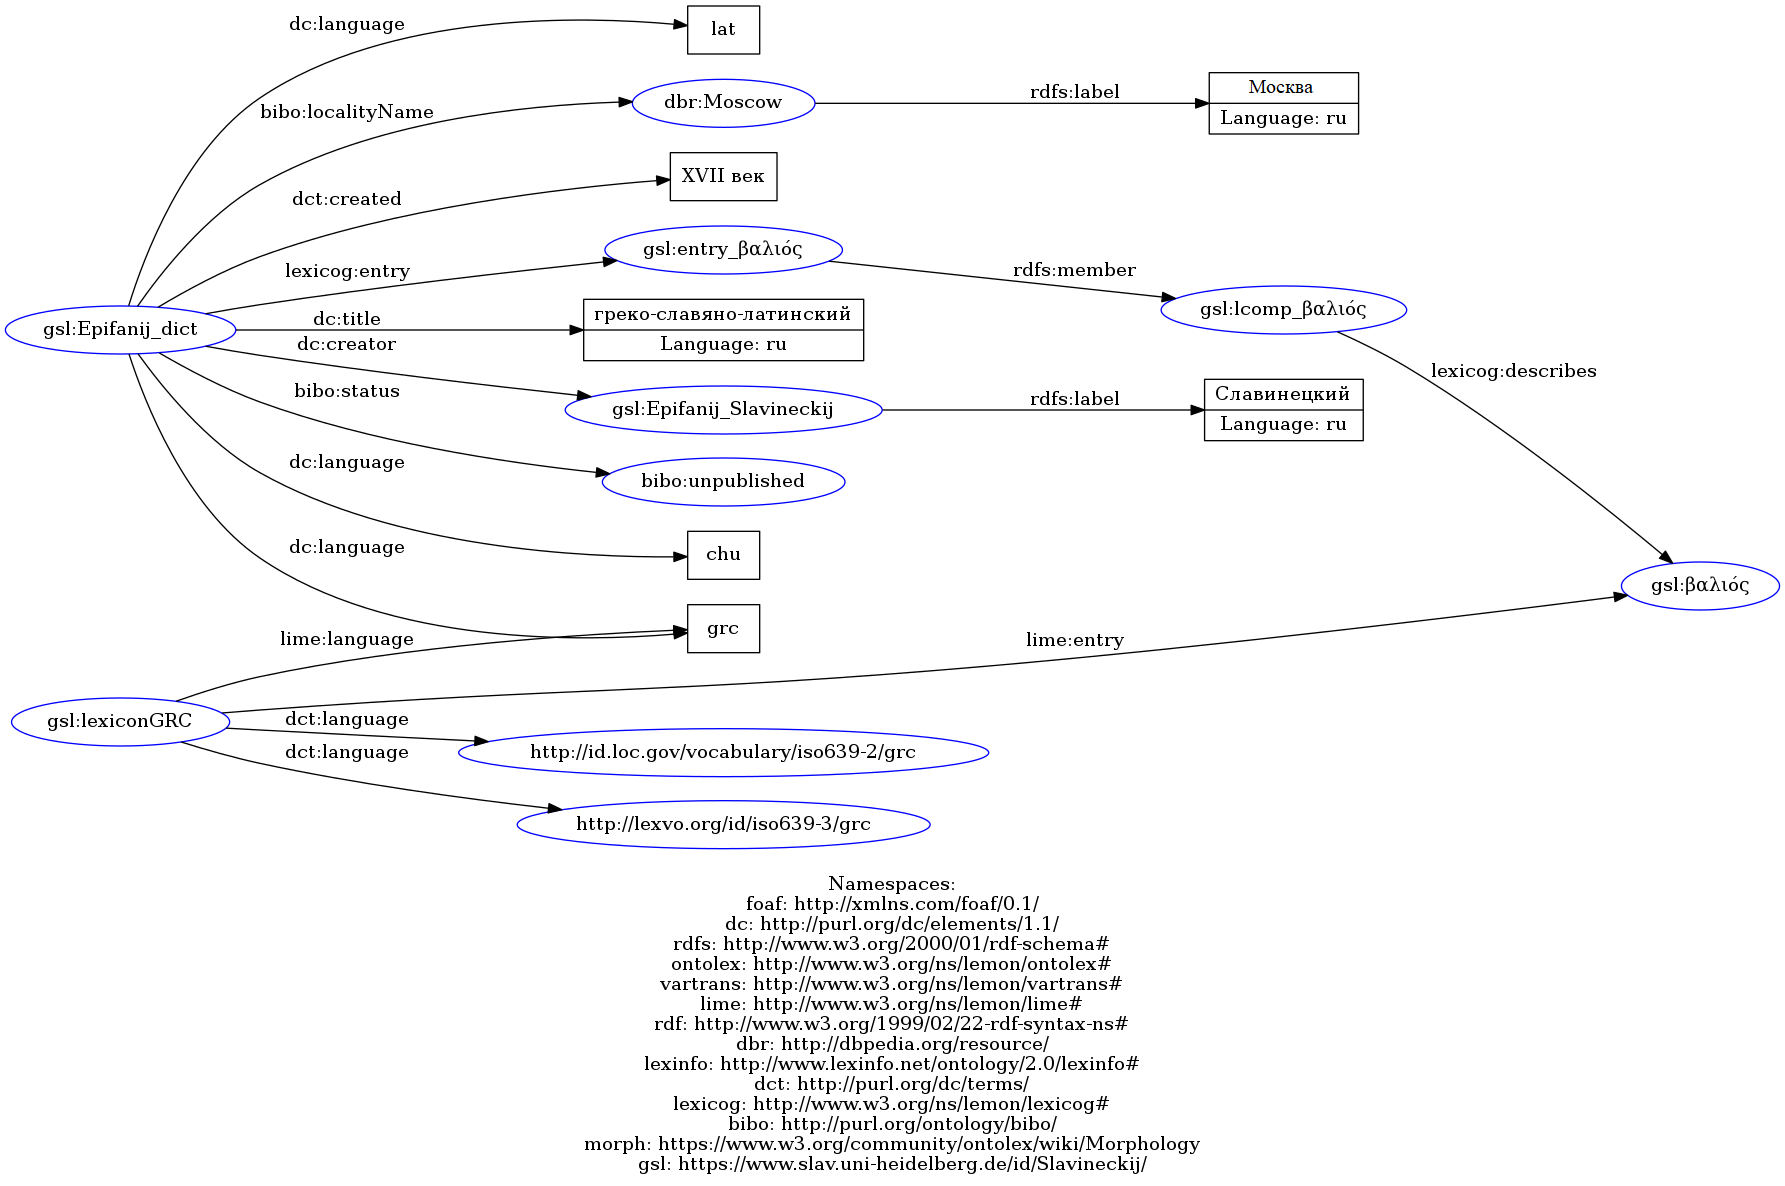 dc:language
lat
bibo:localityName
dbr:Moscow
rdfs:label
Москва
Language: ru
dct:created
XVII век
lexicog:entry
gsl:entry_βαλιός
rdfs:member
gsl:lcomp_βαλιός
gsl:Epifanij_dict
dc:title
греко-славяно-латинский
Language: ru
dc:creator
gsl:Epifanij_Slavineckij
rdfs:label
Славинецкий
Language: ru
lexicog:describes
bibo:status
bibo:unpublished
dc:language
chu
dc:language
grc
gsl:βαλιός
lime:language
lime:entry
gsl:lexiconGRC
dct:language
http://id.loc.gov/vocabulary/iso639-2/grc
dct:language
http://lexvo.org/id/iso639-3/grc
Namespaces:
foaf: http://xmlns.com/foaf/0.1/
dc: http://purl.org/dc/elements/1.1/
rdfs: http://www.w3.org/2000/01/rdf-schema#
ontolex: http://www.w3.org/ns/lemon/ontolex#
vartrans: http://www.w3.org/ns/lemon/vartrans#
lime: http://www.w3.org/ns/lemon/lime#
rdf: http://www.w3.org/1999/02/22-rdf-syntax-ns#
dbr: http://dbpedia.org/resource/
lexinfo: http://www.lexinfo.net/ontology/2.0/lexinfo#
dct: http://purl.org/dc/terms/
lexicog: http://www.w3.org/ns/lemon/lexicog#
bibo: http://purl.org/ontology/bibo/
morph: https://www.w3.org/community/ontolex/wiki/Morphology
gsl: https://www.slav.uni-heidelberg.de/id/Slavineckij/